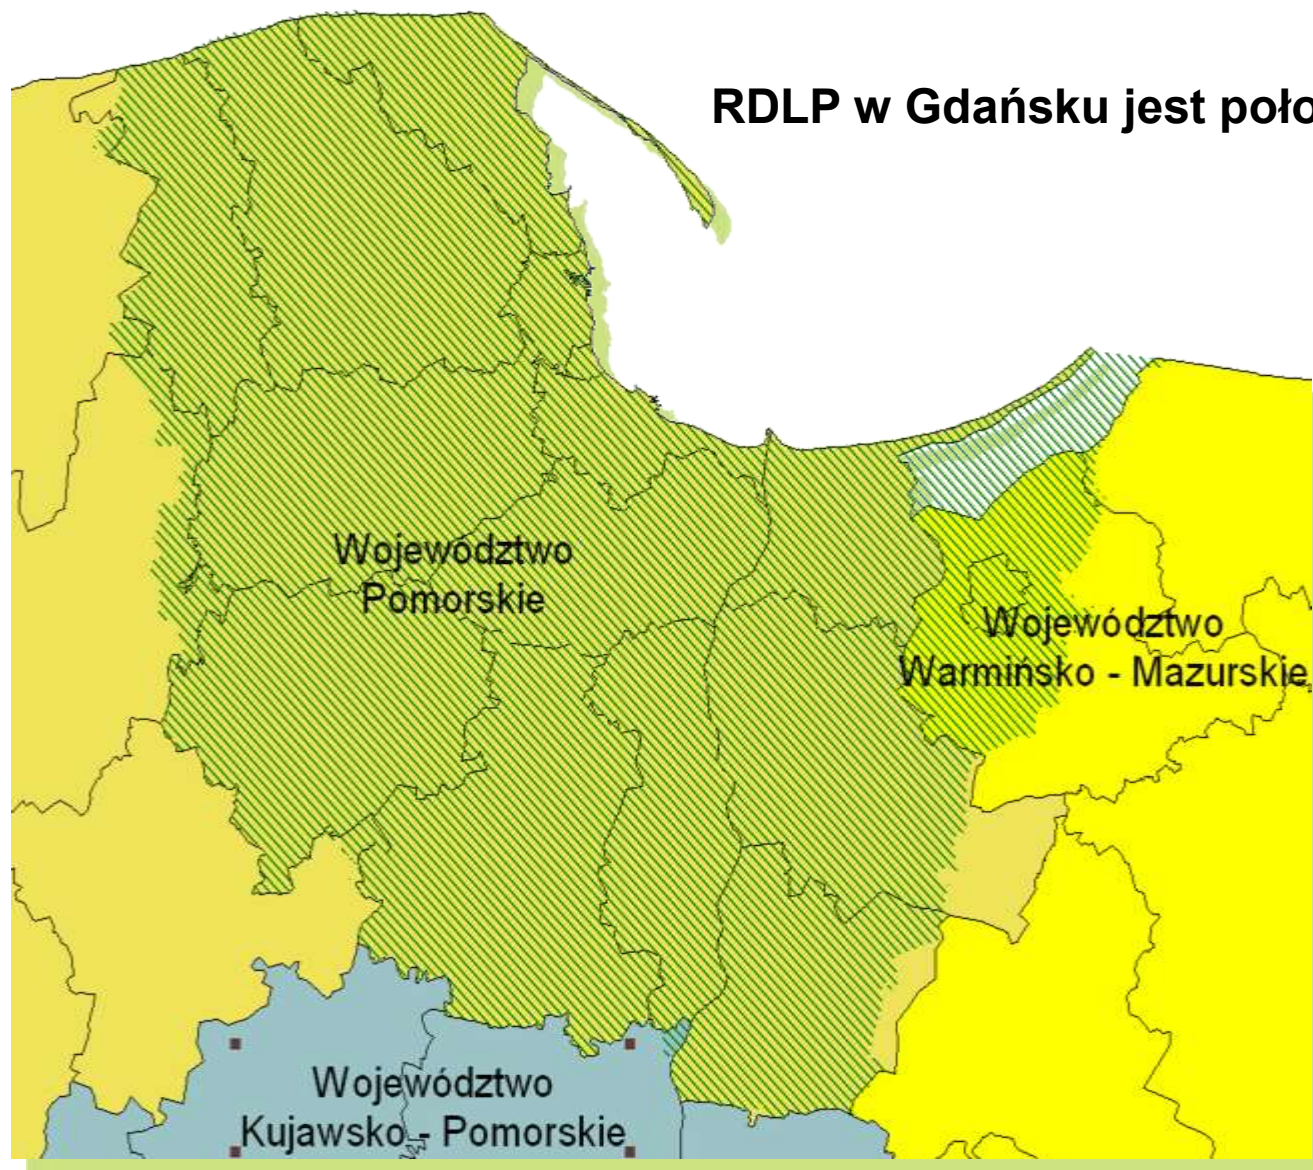 RDLP w Gdańsku jest poło
Województwo
Pomorskie
Województwo
Warmińsko - Mazurskie
Województwo
Kujawsko - Pomorskie